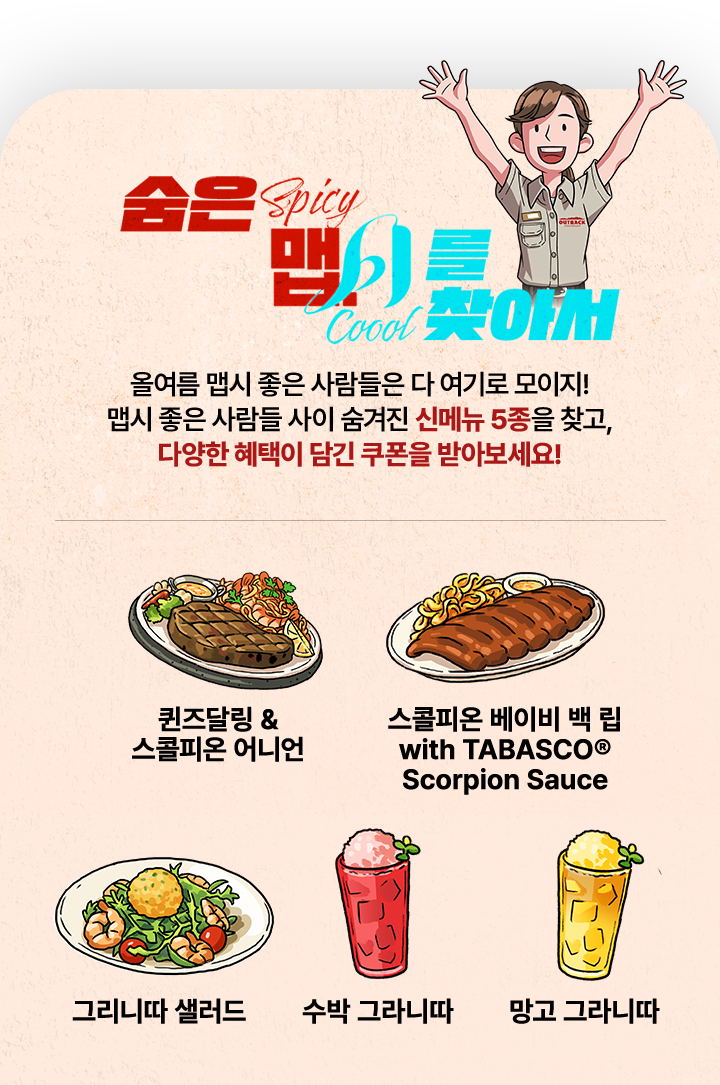 숨은 Spicy
맵시를
Coool 찾아서
OUTBACK
올여름 맵시 좋은 사람들은 다 여기로 모이지!
맵시 좋은 사람들 사이 숨겨진 신메뉴 5종을 찾고,
다양한 혜택이 담긴 쿠폰을 받아보세요!
퀸즈달링 &
스콜피온 어니언
스콜피온 베이비 백 립
with TABASCO®
Scorpion Sauce
그리니따 샐러드
수박 그라니따
망고 그라니따